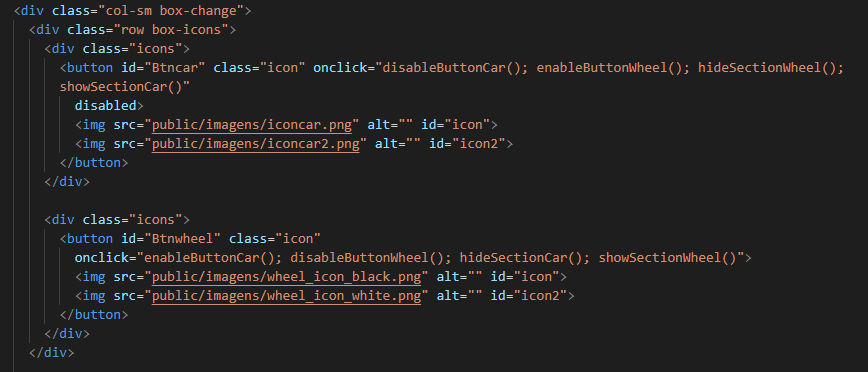 <div class="col-sm box-change">
<div class="row box-icons">
<div class="icons">
<button id="Btncar" class="icon" onclick="disableButtonCar(); enableButtonWheel(); hideSectionWheel();
showSectionCar()"
disabled>
<img src="public/imagens/iconcar.png" alt="" id="icon">
<img src="public/imagens/iconcar2.png" alt="" id="icon2">
</button>
</div>
<div class="icons">
<button id="Btnwheel" class="icon"
onclick="enableButtonCar(); disableButtonWheel(); hideSectionCar(); showSectionWheel()">
<img src="public/imagens/wheel_icon_black.png" alt="" id="icon">
<img src="public/imagens/wheel_icon_white.png" alt="" id="icon2">
</button>
</div>
</div>